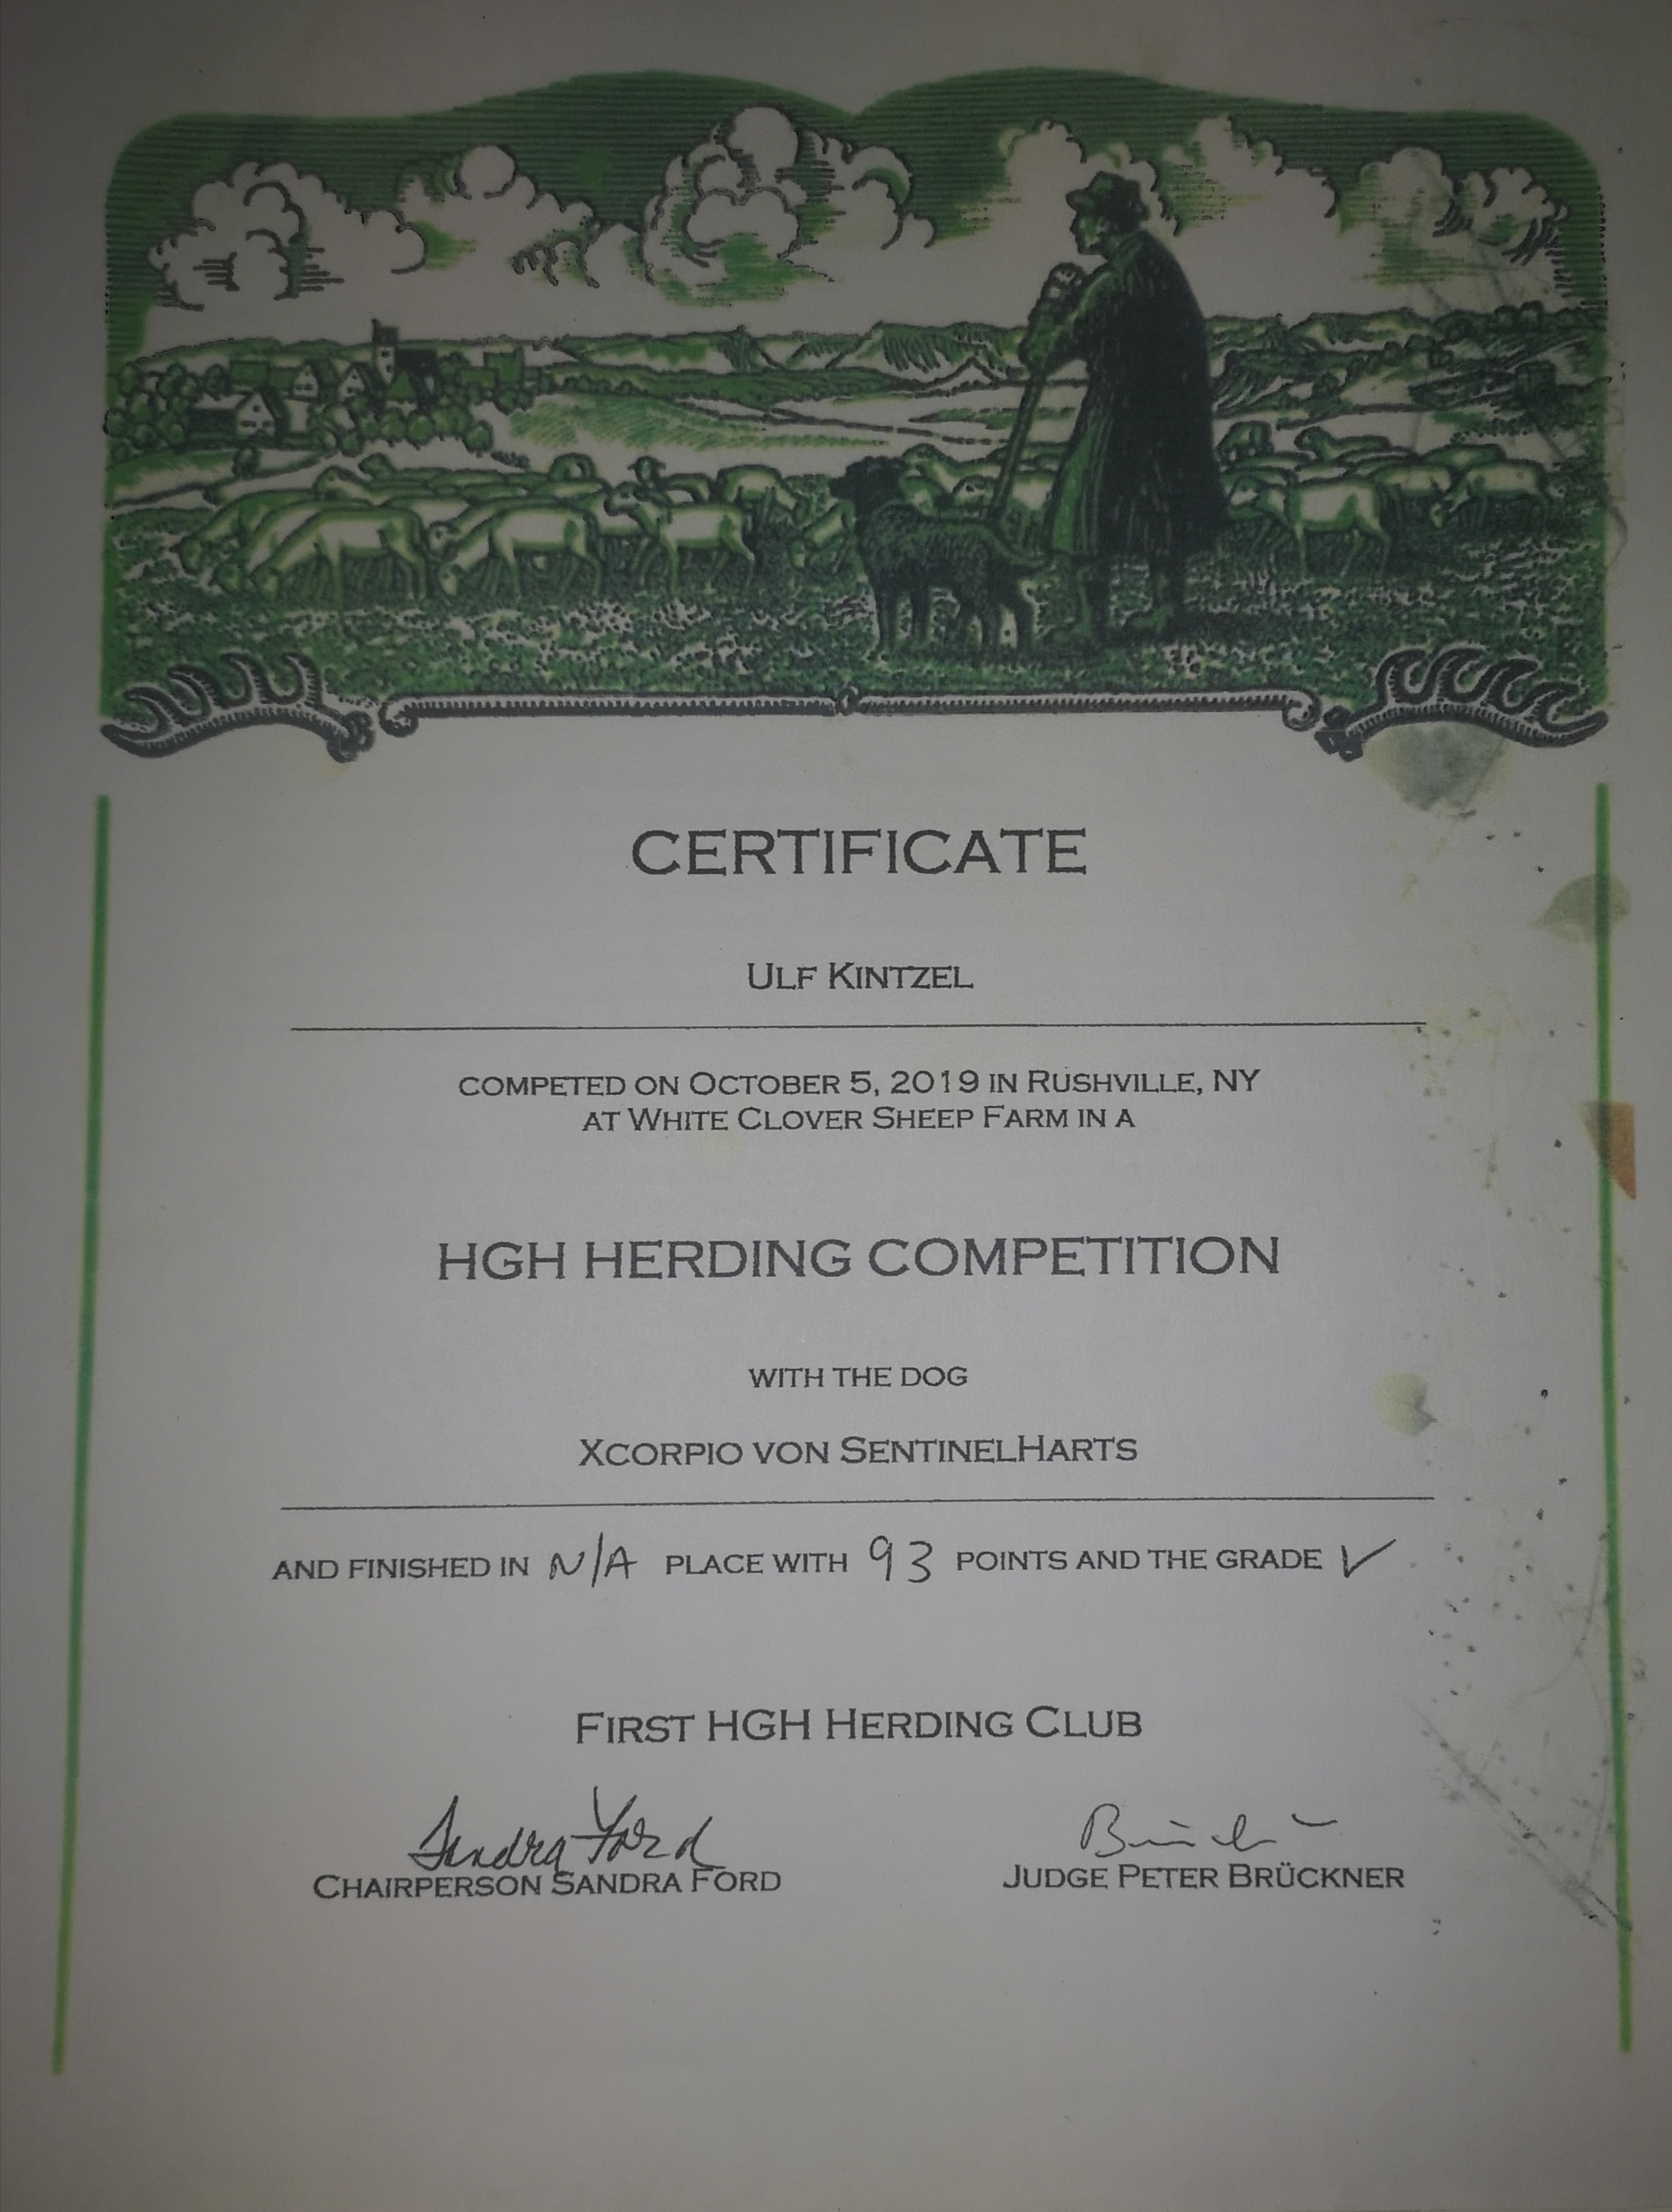 CERTIFICATE
ULF KINTZEL
COMPETED ON OCTOBER 5, 2019 IN RUSHVILLE, NY
AT WHITE CLOVER SHEEP FARM IN A
HGH HERDING COMPETITION
WITH THE DOG
XCORPIO VON SENTINELHARTS
AND FINISHED IN N/A PLACE WITH 93 POINTS AND THE GRADE V
FIRST HGH HERDING CLUB
Sandra Ford
CHAIRPERSON SANDRA FORD
JUDGE PETER BRÜCKNER